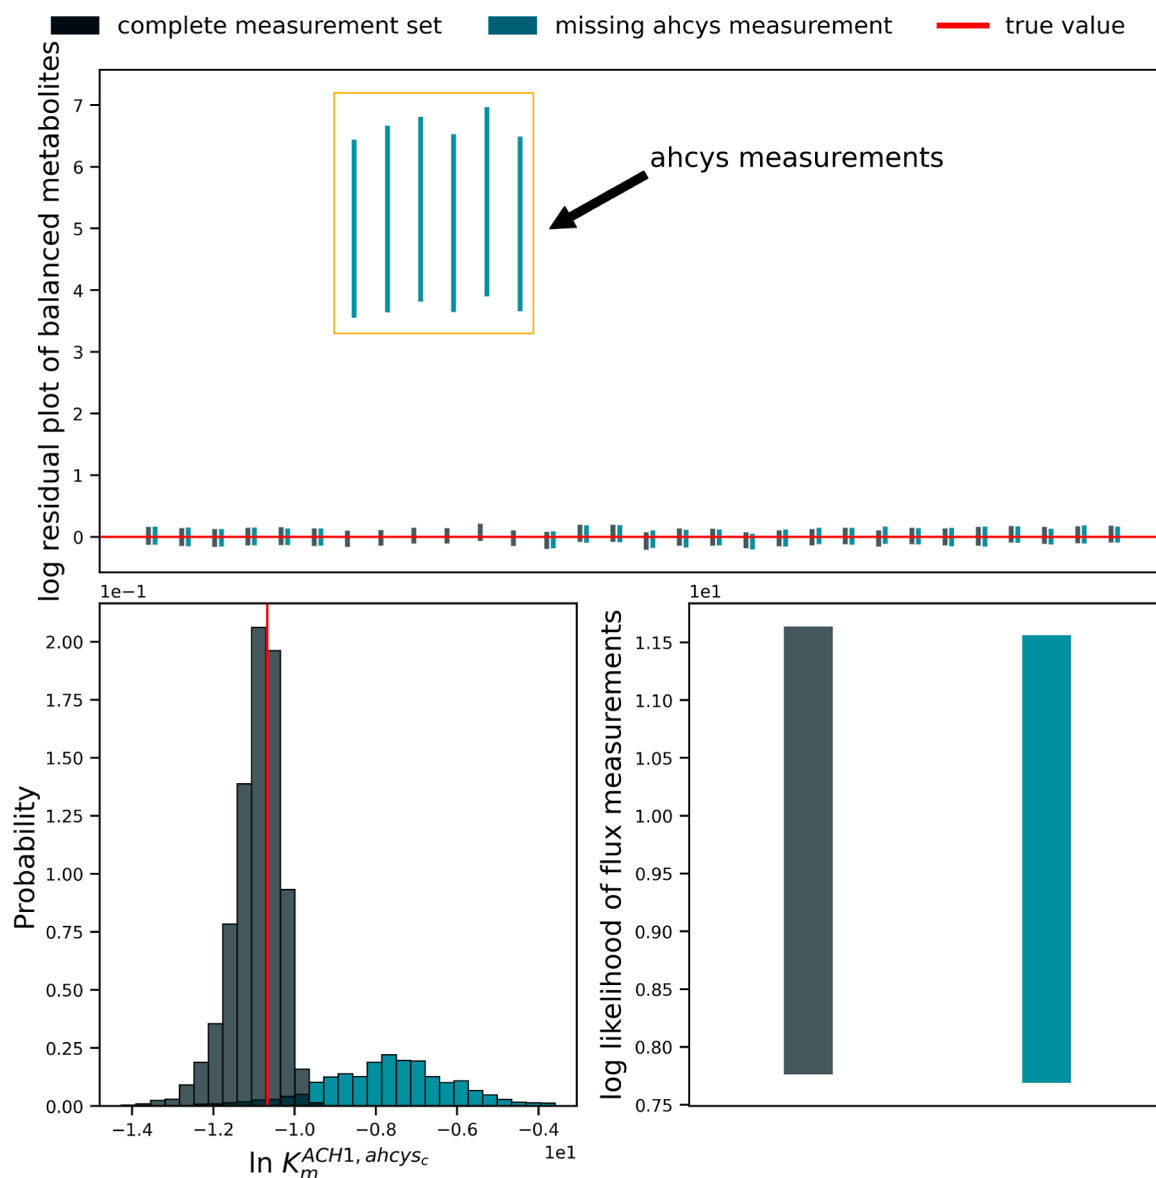 complete measurement set
missing ahcys measurement
true value
log residual plot of balanced metabolites
7
6
5
4
3
2
1
0
ahcys measurements
1e−1
Probability
2.00
1.75
1.50
1.25
1.00
0.75
0.50
0.25
0.00
−1.4
−1.2
−1.0
−0.8
−0.6
−0.4
1e1
ln K_m^{ACH1, ahcys_c}
1e1
log likelihood of flux measurements
1.15
1.10
1.05
1.00
0.95
0.90
0.85
0.80
0.75